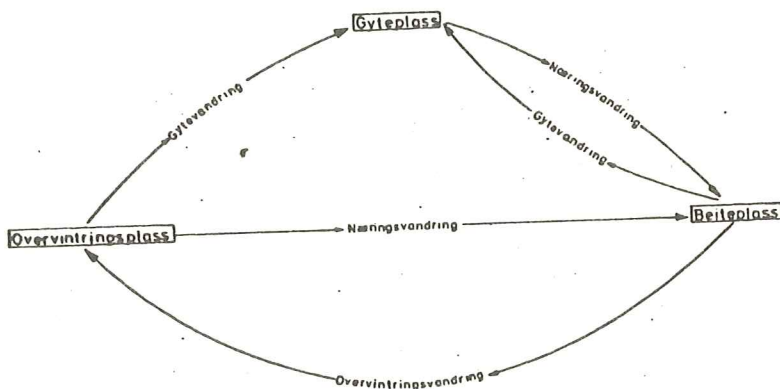 Gyteplass
Næringsvandring
Gytevandring
Gytevandring
Overvintringsplass
Næringsvandring
Beiteplass
Overvintringsvandring